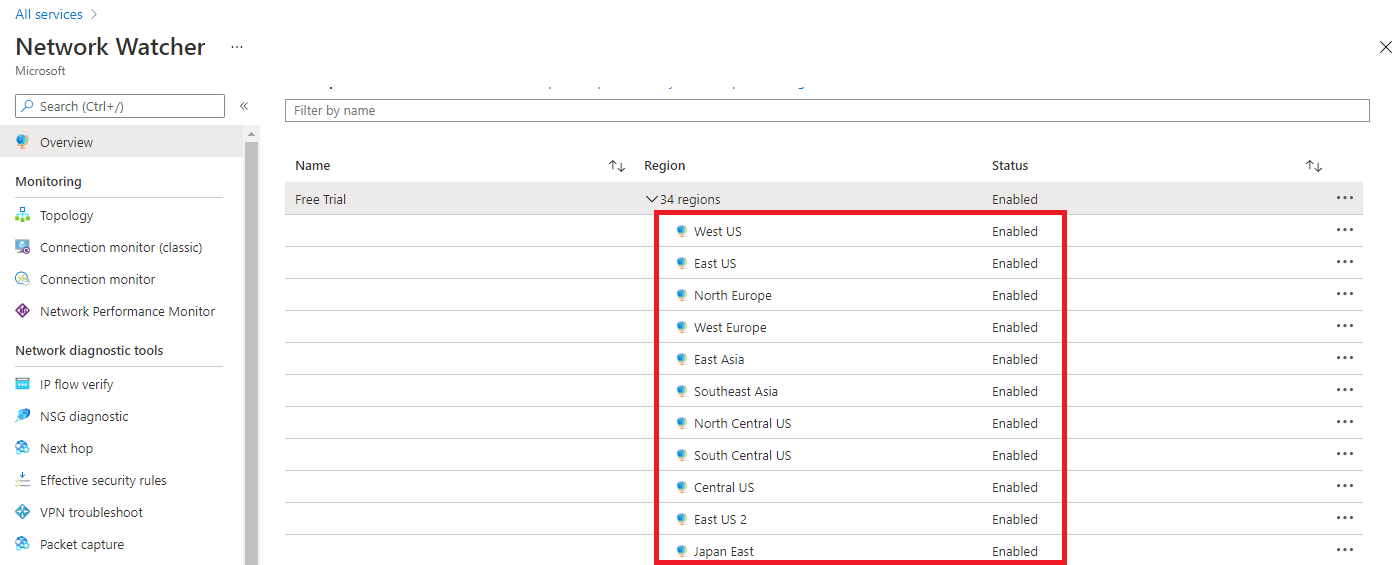 All services
Network Watcher
Microsoft
Search (Ctrl+/)
Overview
Monitoring
Topology
Connection monitor (classic)
Connection monitor
Network Performance Monitor
Network diagnostic tools
IP flow verify
NSG diagnostic
Next hop
Effective security rules
VPN troubleshoot
Packet capture
Filter by name
Name Region Status
Free Trial 34 regions Enabled
West US Enabled
East US Enabled
North Europe Enabled
West Europe Enabled
East Asia Enabled
Southeast Asia Enabled
North Central US Enabled
South Central US Enabled
Central US Enabled
East US 2 Enabled
Japan East Enabled